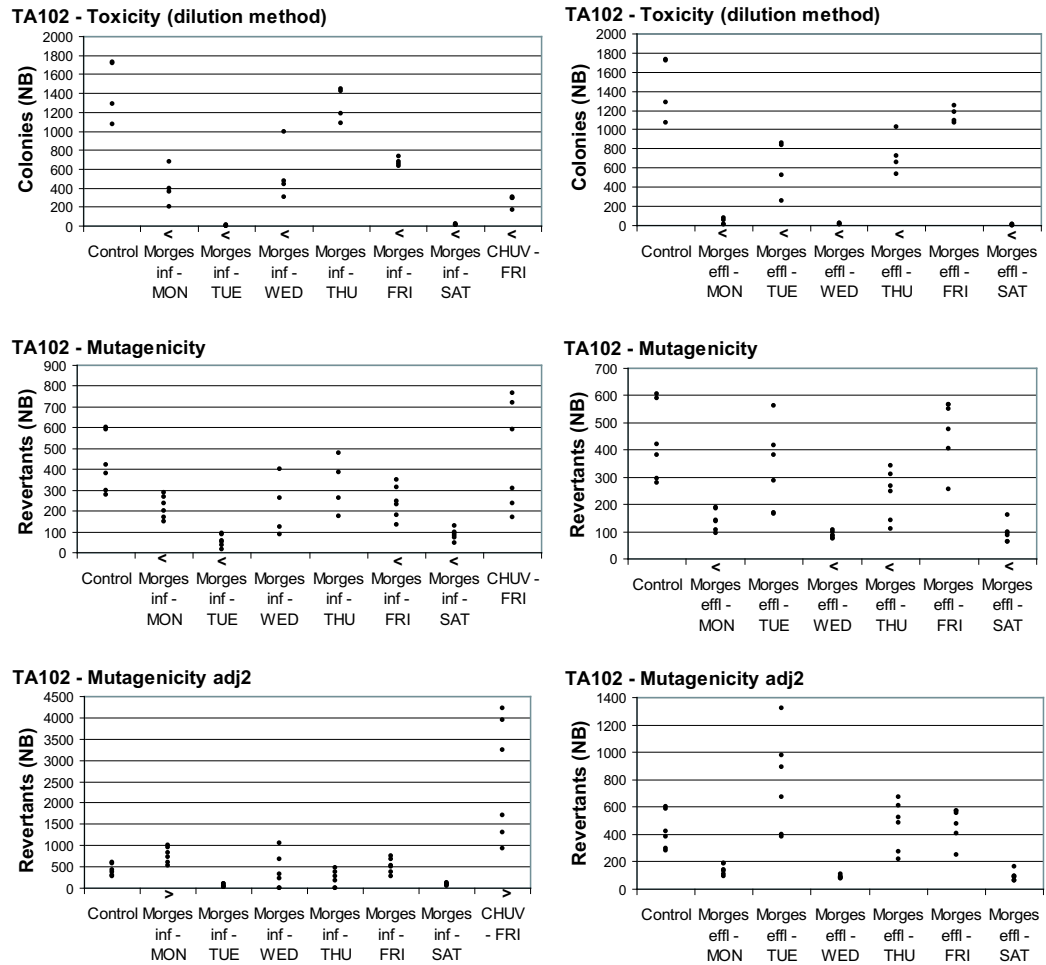 TA102 - Toxicity (dilution method)
Colonies (NB)
2000
1800
1600
1400
1200
1000
800
600
400
200
0
< < < < < <
Control Morges Morges Morges Morges Morges Morges CHUV -
inf - inf - inf - inf - inf - inf - FRI
MON TUE WED THU FRI SAT
TA102 - Toxicity (dilution method)
Colonies (NB)
2000
1800
1600
1400
1200
1000
800
600
400
200
0
< < < < <
Control Morges Morges Morges Morges Morges Morges
effl - effl - effl - effl - effl - effl -
MON TUE WED THU FRI SAT
TA102 - Mutagenicity
Revertants (NB)
900
800
700
600
500
400
300
200
100
0
< < < <
Control Morges Morges Morges Morges Morges Morges CHUV -
inf - inf - inf - inf - inf - inf - FRI
MON TUE WED THU FRI SAT
TA102 - Mutagenicity
Revertants (NB)
700
600
500
400
300
200
100
0
< < < <
Control Morges Morges Morges Morges Morges Morges
effl - effl - effl - effl - effl - effl -
MON TUE WED THU FRI SAT
TA102 - Mutagenicity adj2
Revertants (NB)
4500
4000
3500
3000
2500
2000
1500
1000
500
0
> >
Control Morges Morges Morges Morges Morges Morges CHUV
inf - inf - inf - inf - inf - inf - - FRI
MON TUE WED THU FRI SAT
TA102 - Mutagenicity adj2
Revertants (NB)
1400
1200
1000
800
600
400
200
0
Control Morges Morges Morges Morges Morges Morges
effl - effl - effl - effl - effl - effl -
MON TUE WED THU FRI SAT